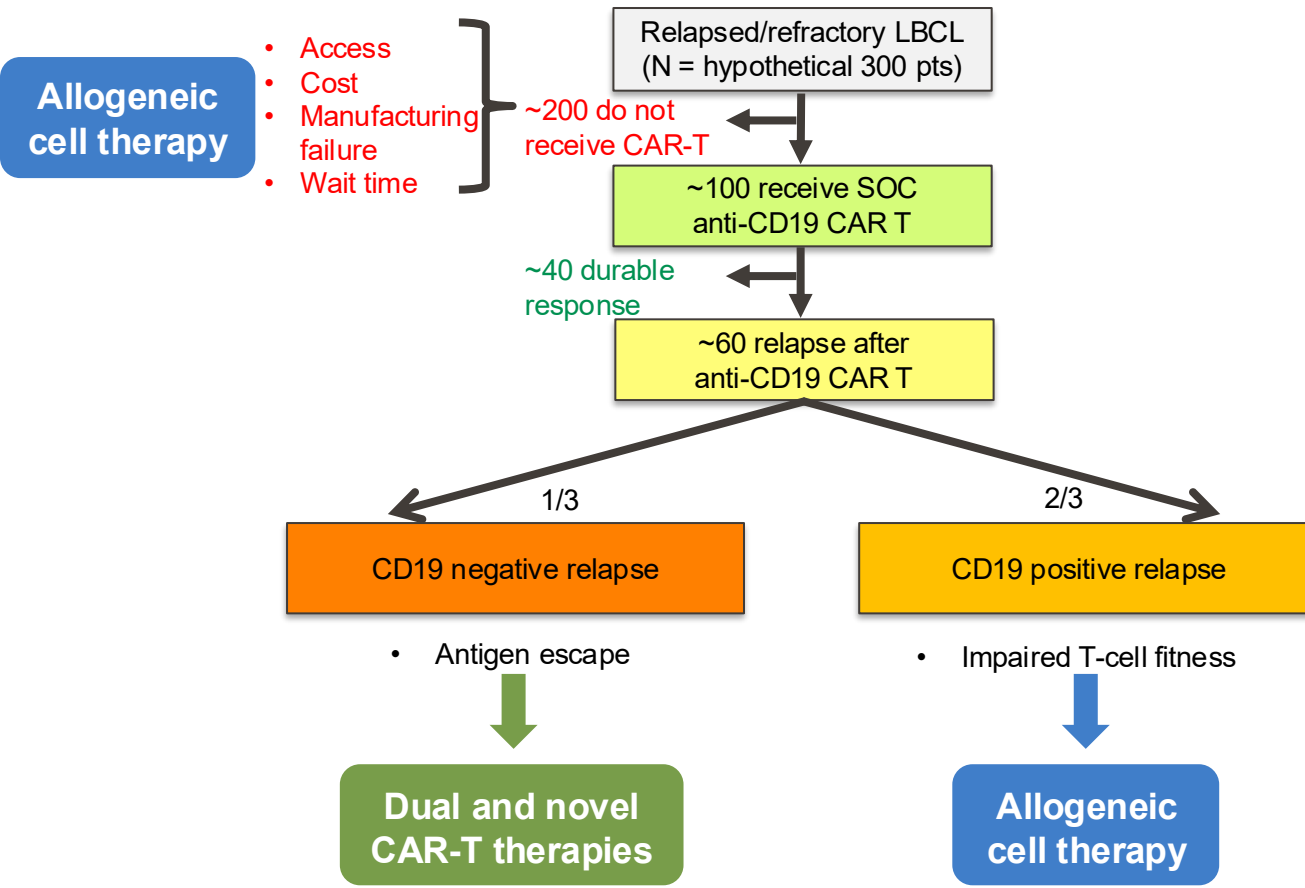 Relapsed/refractory LBCL
(N = hypothetical 300 pts)
Allogeneic
cell therapy
• Access
• Cost
• Manufacturing
failure
• Wait time
~200 do not
receive CAR-T
~100 receive SOC
anti-CD19 CAR T
~40 durable
response
~60 relapse after
anti-CD19 CAR T
1/3
2/3
CD19 negative relapse
CD19 positive relapse
• Antigen escape
• Impaired T-cell fitness
Dual and novel
CAR-T therapies
Allogeneic
cell therapy